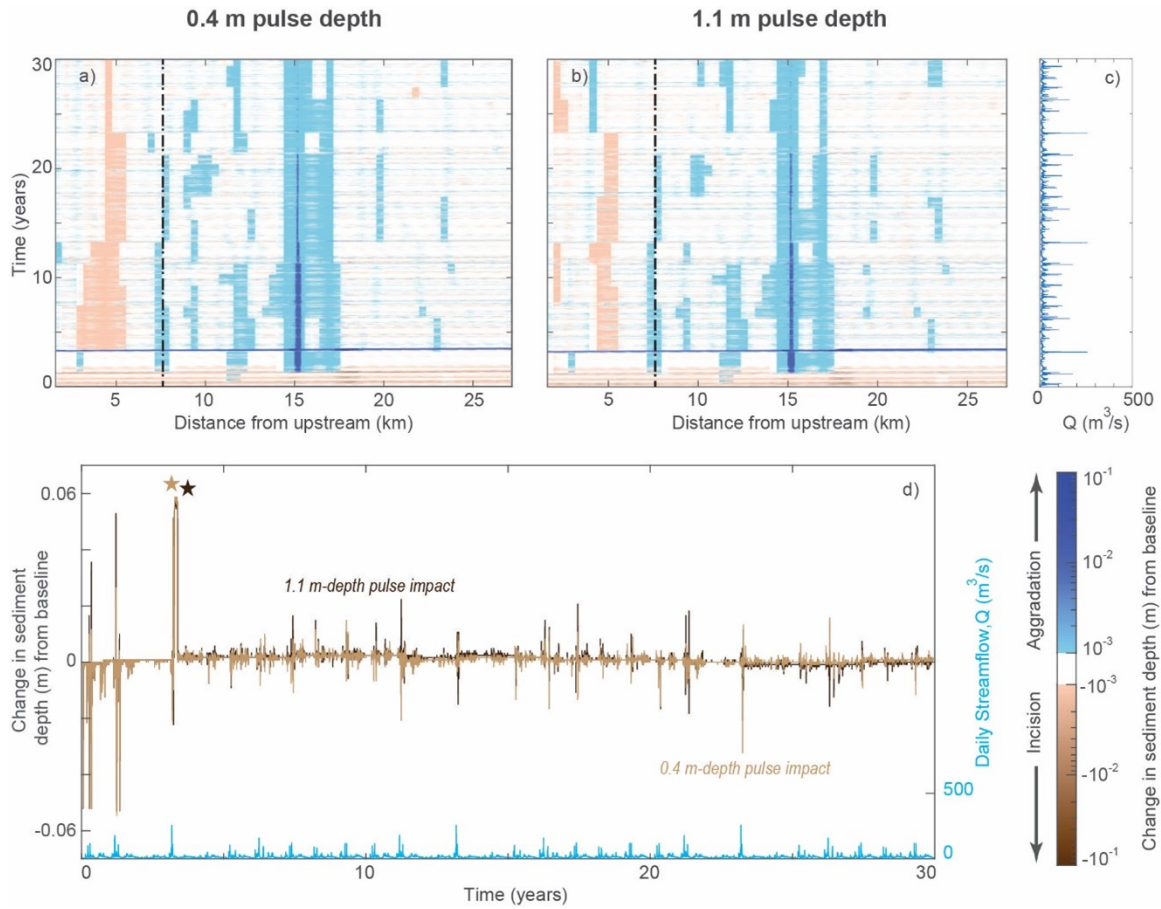 0.4 m pulse depth
1.1 m pulse depth
a)
b)
c)
30
20
10
0
Time (years)
5
10
15
20
25
Distance from upstream (km)
5
10
15
20
25
Distance from upstream (km)
0
500
Q (m³/s)
d)
0.06
0
-0.06
Change in sediment
depth (m) from baseline
1.1 m-depth pulse impact
0.4 m-depth pulse impact
500
0
Daily Streamflow,Q (m³/s)
0
10
20
30
Time (years)
Aggradation
Incision
10⁻¹
10⁻²
10⁻³
-10⁻³
-10⁻²
-10⁻¹
Change in sediment depth (m) from baseline